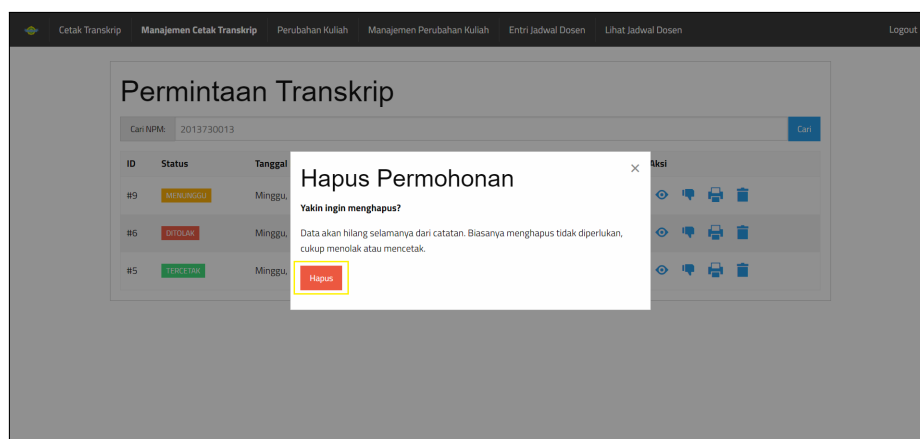 Cetak Transkrip Manajemen Cetak Transkrip Perubahan Kuliah Manajemen Perubahan Kuliah Entri Jadwal Dosen Lihat Jadwal Dosen Logout
Permintaan Transkrip
Cari NPM: 2013730013 Cari
ID Status Tanggal Aksi
#9 MENUNGGU Minggu,
#6 DITOLAK Minggu,
#5 TERCETAK Minggu,
Hapus Permohonan ×
Yakin ingin menghapus?
Data akan hilang selamanya dari catatan. Biasanya menghapus tidak diperlukan,
cukup menolak atau mencetak.
Hapus